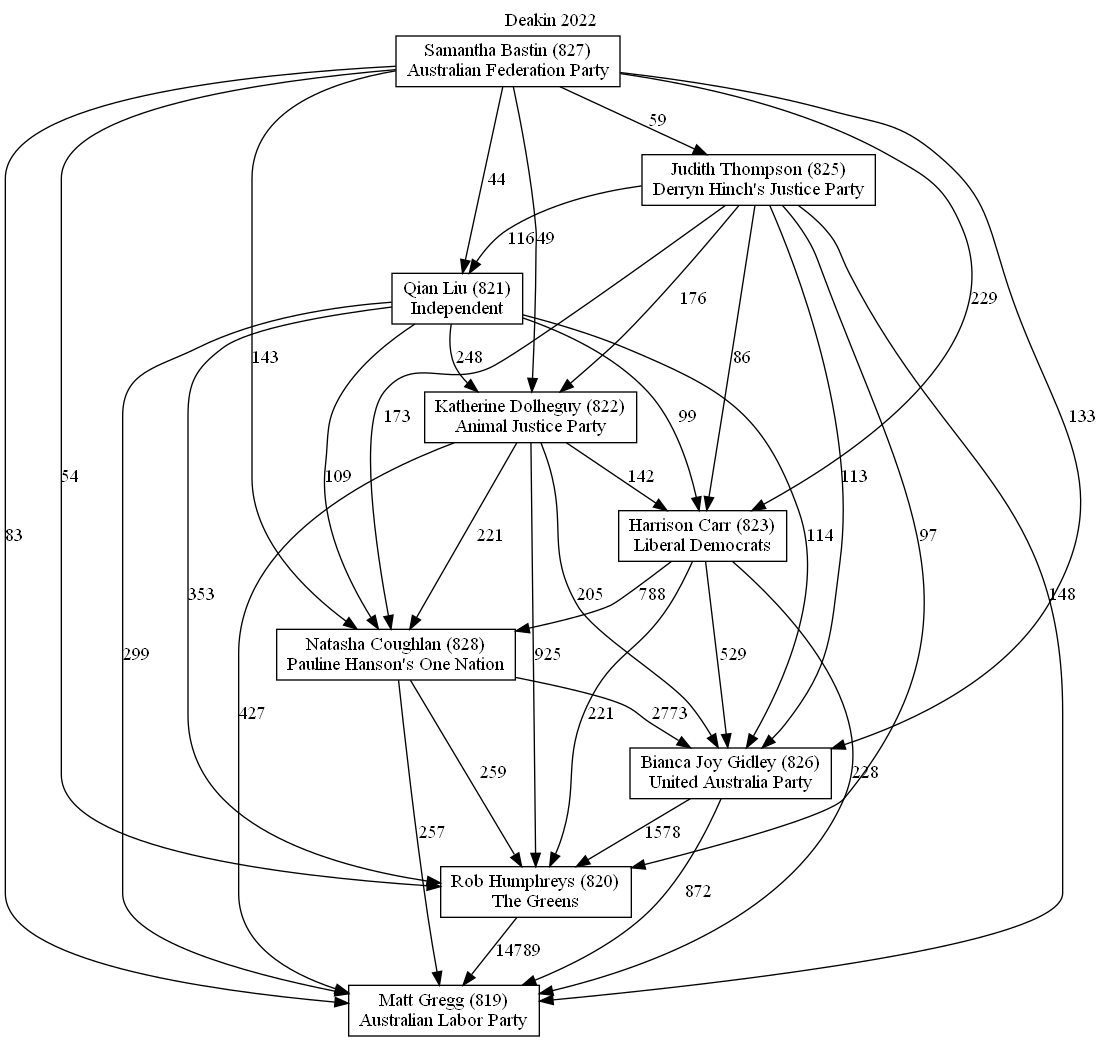 Deakin 2022
Samantha Bastin (827)
Australian Federation Party
59
Judith Thompson (825)
Derryn Hinch's Justice Party
44
116
49
Qian Liu (821)
Independent
176
229
143
248
86
173
99
133
Katherine Dolheguy (822)
Animal Justice Party
54
109
142
113
83
221
Harrison Carr (823)
Liberal Democrats
114
97
353
205
788
148
299
Natasha Coughlan (828)
Pauline Hanson's One Nation
925
529
427
221
2773
259
Bianca Joy Gidley (826)
United Australia Party
228
257
1578
Rob Humphreys (820)
The Greens
872
14789
Matt Gregg (819)
Australian Labor Party